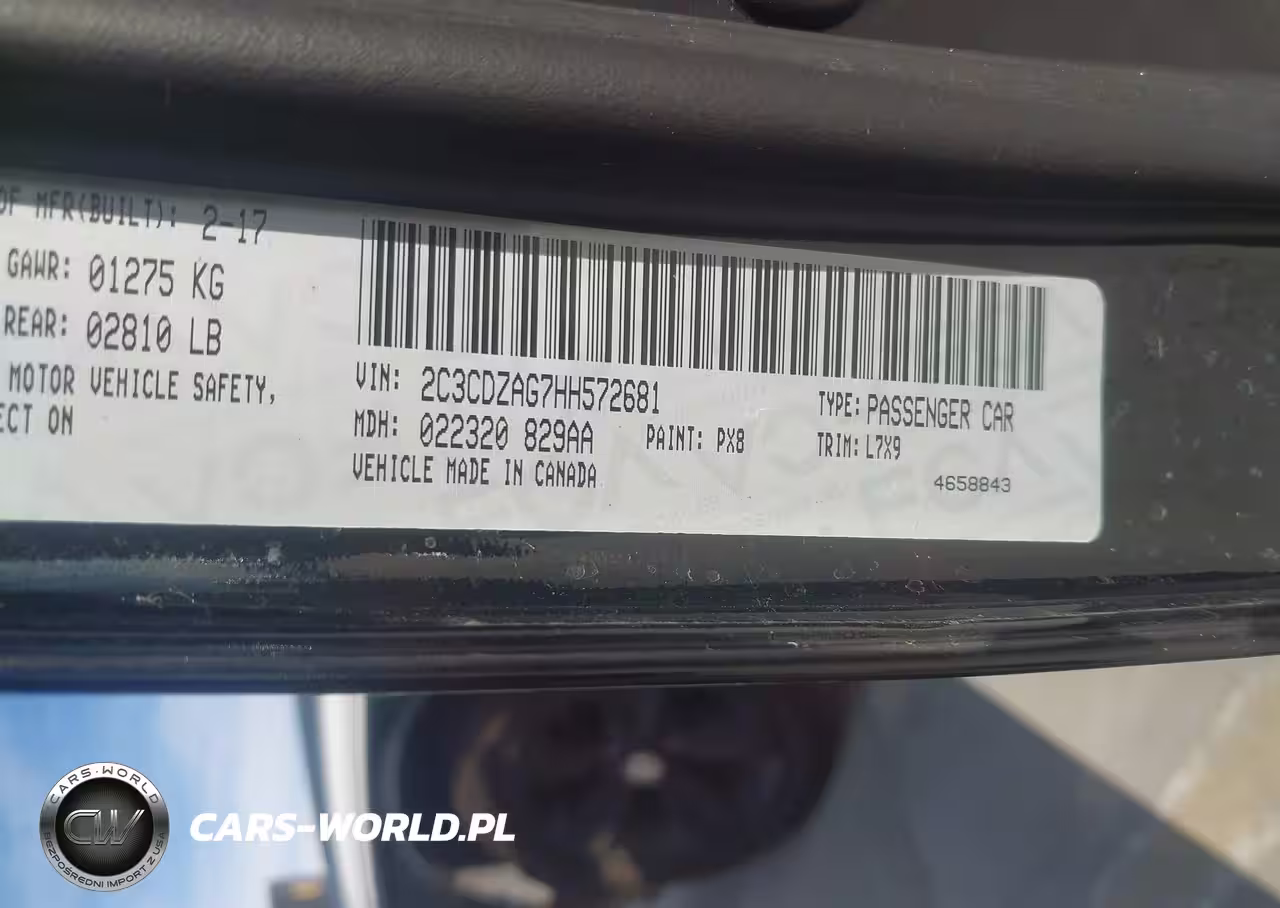 OF MFR(BUILT): 2-17
GAWR: 01275 KG
REAR: 02810 LB
MOTOR VEHICLE SAFETY,
ECT ON
VIN: 2C3CDZAG7HH572681
TYPE: PASSENGER CAR
MDH: 022320 829AA
PAINT: PX8
TRIM: L7X9
VEHICLE MADE IN CANADA
4658843
CARS-WORLD
CW
BEZPOŚREDNI IMPORT Z USA
CARS-WORLD.PL